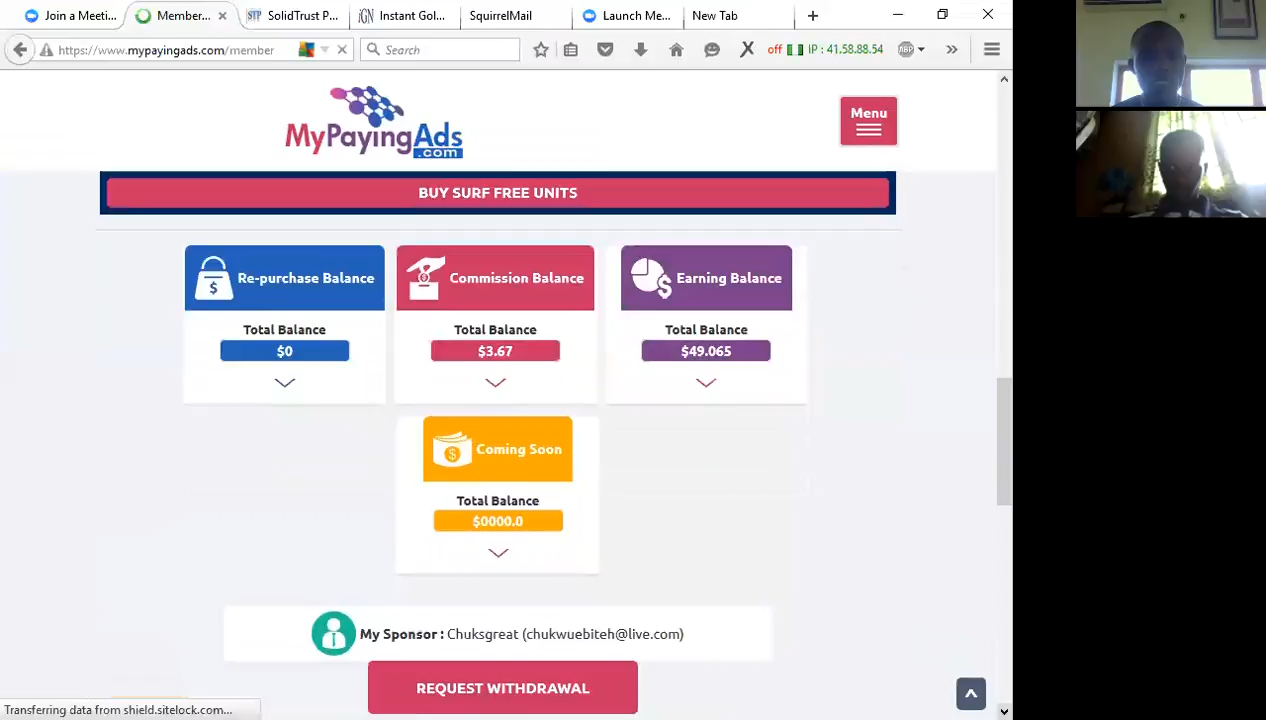 Join a Meeti...
Member...
SolidTrust P...
Instant Gol...
SquirrelMail
Launch Me...
New Tab
https://www.mypayingads.com/member
Search
off
IP : 41.58.88.54
ABP
MyPayingAds
.com
Menu
BUY SURF FREE UNITS
Re-purchase Balance
Commission Balance
Earning Balance
Total Balance
Total Balance
Total Balance
$0
$3.67
$49.065
Coming Soon
Total Balance
$0000.0
My Sponsor : Chuksgreat (chukwuebiteh@live.com)
REQUEST WITHDRAWAL
Transferring data from shield.sitelock.com...